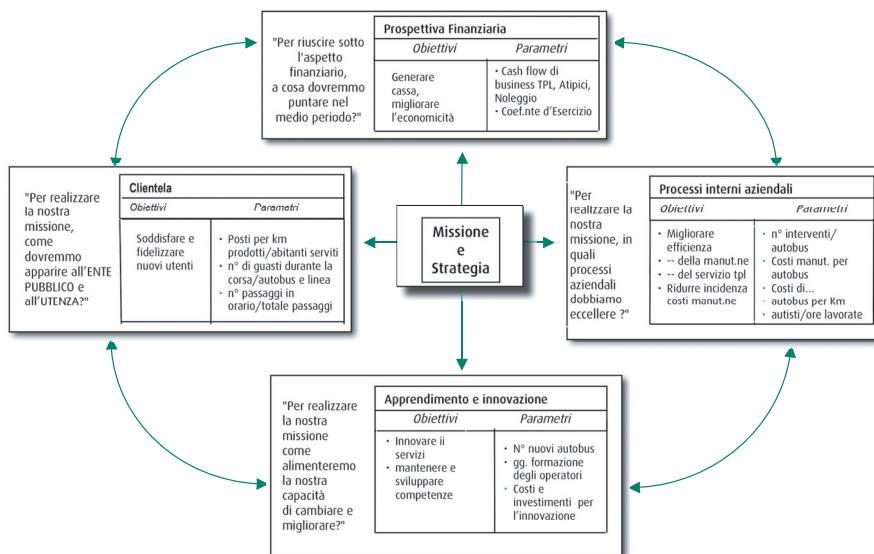 "Per riuscire sotto
l'aspetto
finanziario,
a cosa dovremmo
puntare nel
medio periodo?"
Prospettiva Finanziaria
Obiettivi
Parametri
Generare
cassa,
migliorare
l'economicità
• Cash flow di
business TPL, Atipici,
Noleggio
• Coef.nte d'Esercizio
"Per realizzare
la nostra
missione,
come
dovremmo
apparire all'ENTE
PUBBLICO e
all'UTENZA?"
Clientela
Obiettivi
Parametri
Soddisfare e
fidelizzare
nuovi utenti
• Posti per km
prodotti/abitanti serviti
• n° di guasti durante la
corsa/autobus e linea
• n° passaggi in
orario/totale passaggi
Missione
e
Strategia
"Per
realizzare la
nostra
missione, in
quali
processi
aziendali
dobbiamo
eccellere ?"
Processi interni aziendali
Obiettivi
Parametri
• Migliorare
efficienza
• -- della manut.ne
• -- del servizio tpl
• Ridurre incidenza
costi manut.ne
• n° interventi/
autobus
• Costi manut. per
autobus
• Costi di...
• autobus per Km
• autisti/ore lavorate
"Per realizzare
la nostra
missione
come
alimenteremo
la nostra
capacità
di cambiare e
migliorare?"
Apprendimento e innovazione
Obiettivi
Parametri
• Innovare ii
servizi
• mantenere e
sviluppare
competenze
• N° nuovi autobus
• gg. formazione
degli operatori
• Costi e
investimenti per
l'innovazione